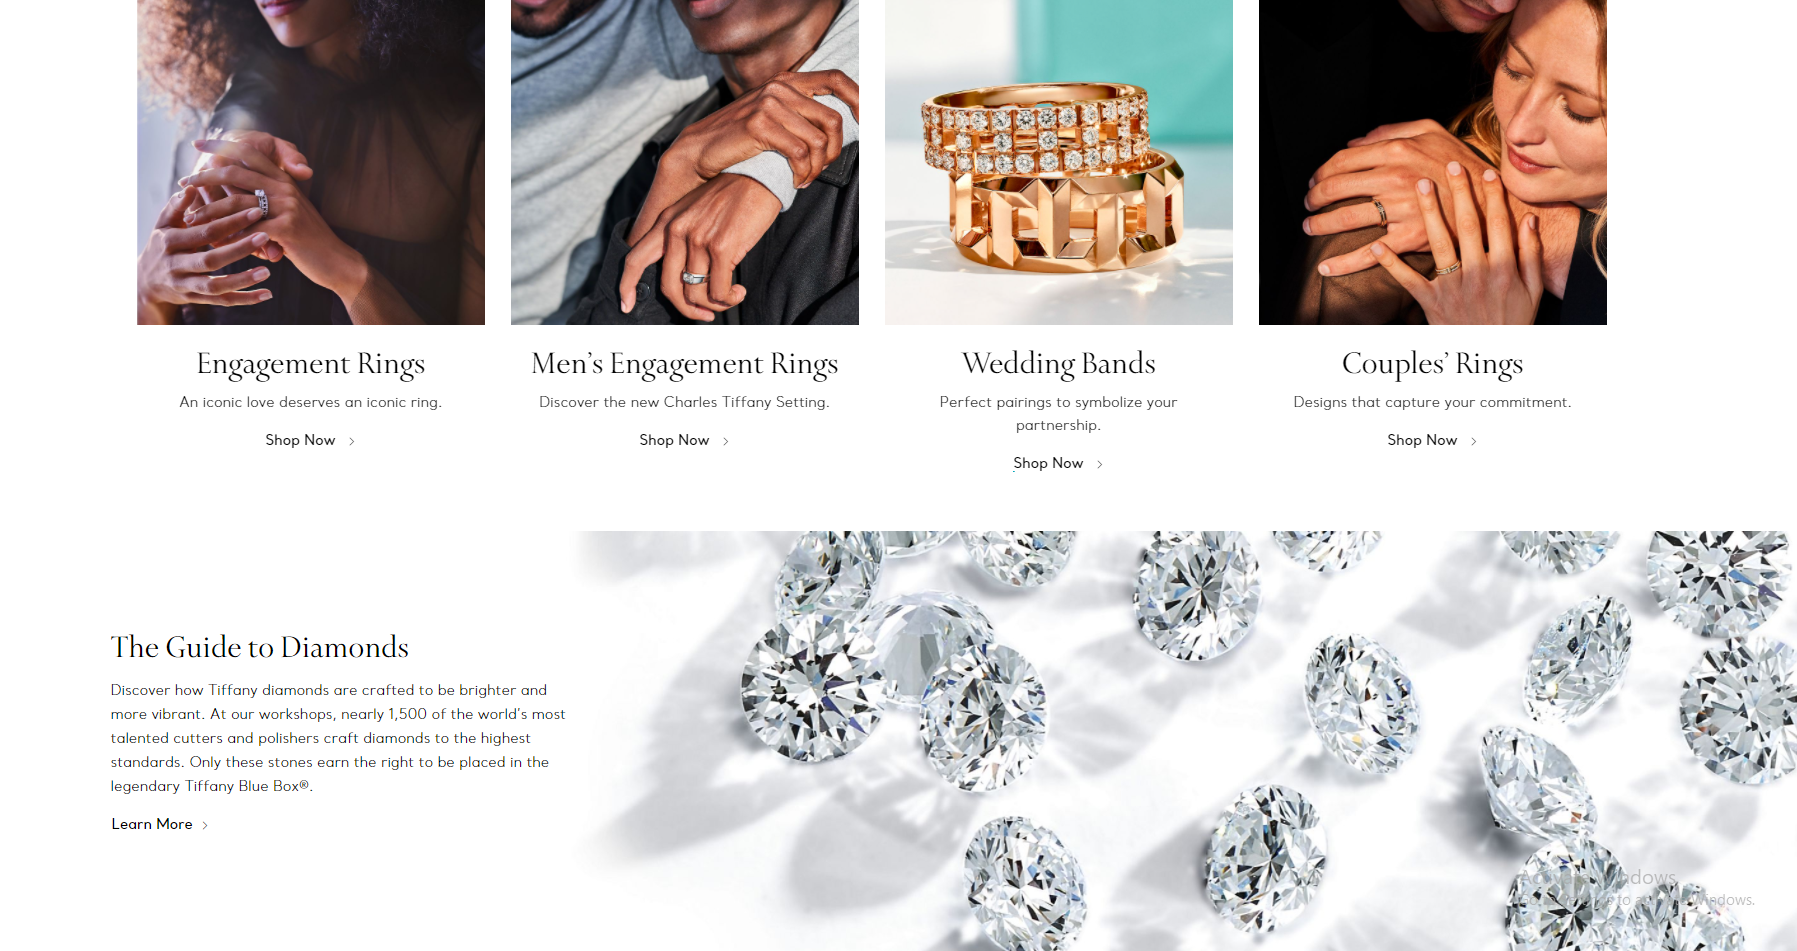 Engagement Rings
An iconic love deserves an iconic ring.
Shop Now
Men’s Engagement Rings
Discover the new Charles Tiffany Setting.
Shop Now
Wedding Bands
Perfect pairings to symbolize your
partnership.
Shop Now
Couples’ Rings
Designs that capture your commitment.
Shop Now
The Guide to Diamonds
Discover how Tiffany diamonds are crafted to be brighter and
more vibrant. At our workshops, nearly 1,500 of the world’s most
talented cutters and polishers craft diamonds to the highest
standards. Only these stones earn the right to be placed in the
legendary Tiffany Blue Box®.
Learn More
Windows
to Windows.